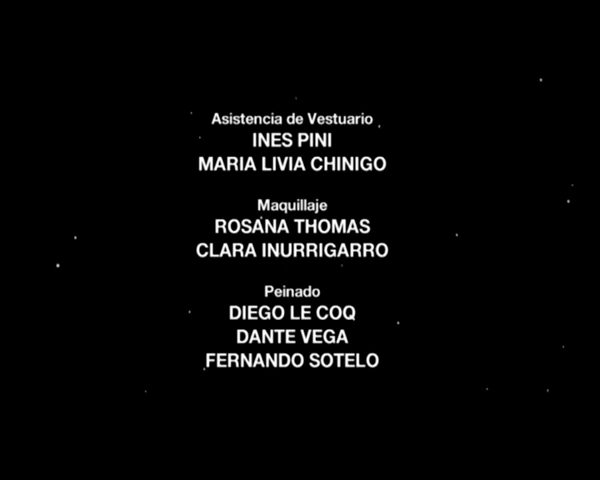 Asistencia de Vestuario
INES PINI
MARIA LIVIA CHINIGO
Maquillaje
ROSANA THOMAS
CLARA INURRIGARRO
Peinado
DIEGO LE COQ
DANTE VEGA
FERNANDO SOTELO